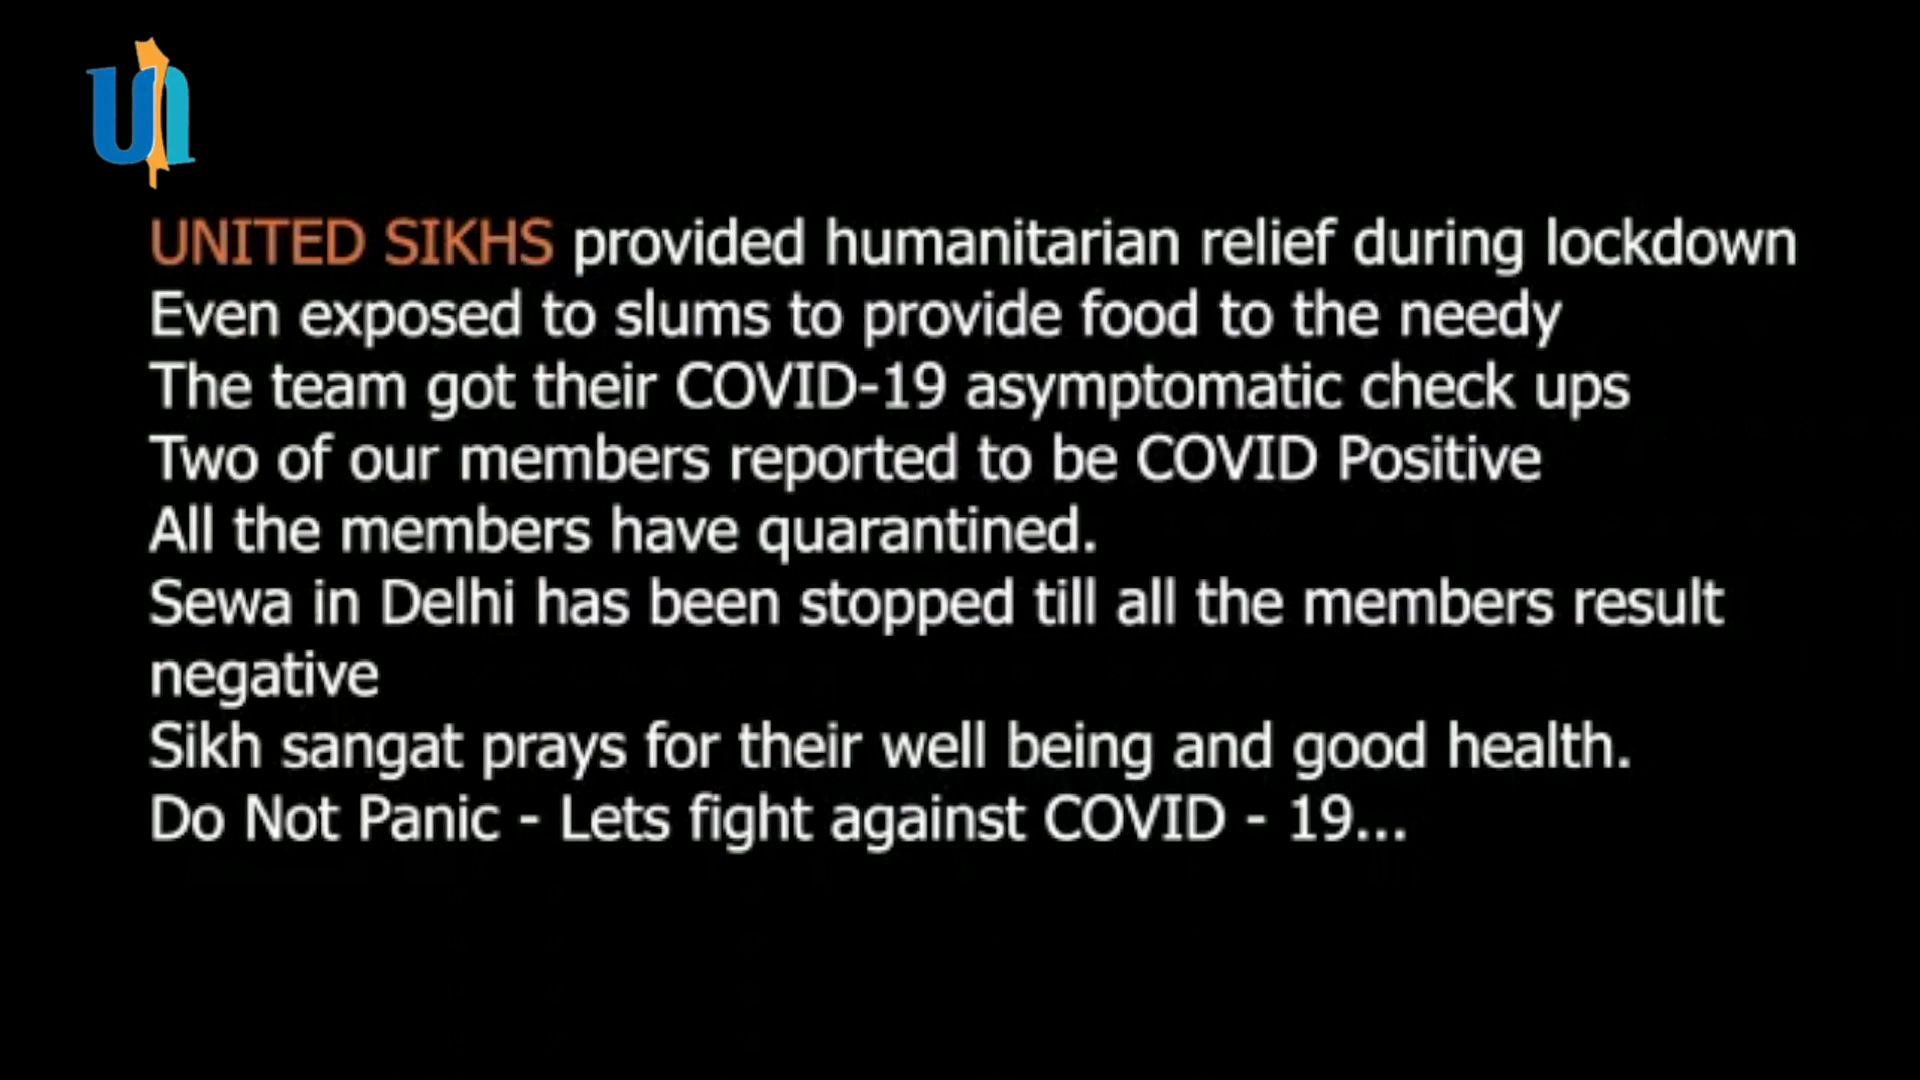 un
UNITED SIKHS provided humanitarian relief during lockdown
Even exposed to slums to provide food to the needy
The team got their COVID-19 asymptomatic check ups
Two of our members reported to be COVID Positive
All the members have quarantined.
Sewa in Delhi has been stopped till all the members result
negative
Sikh sangat prays for their well being and good health.
Do Not Panic - Lets fight against COVID - 19...